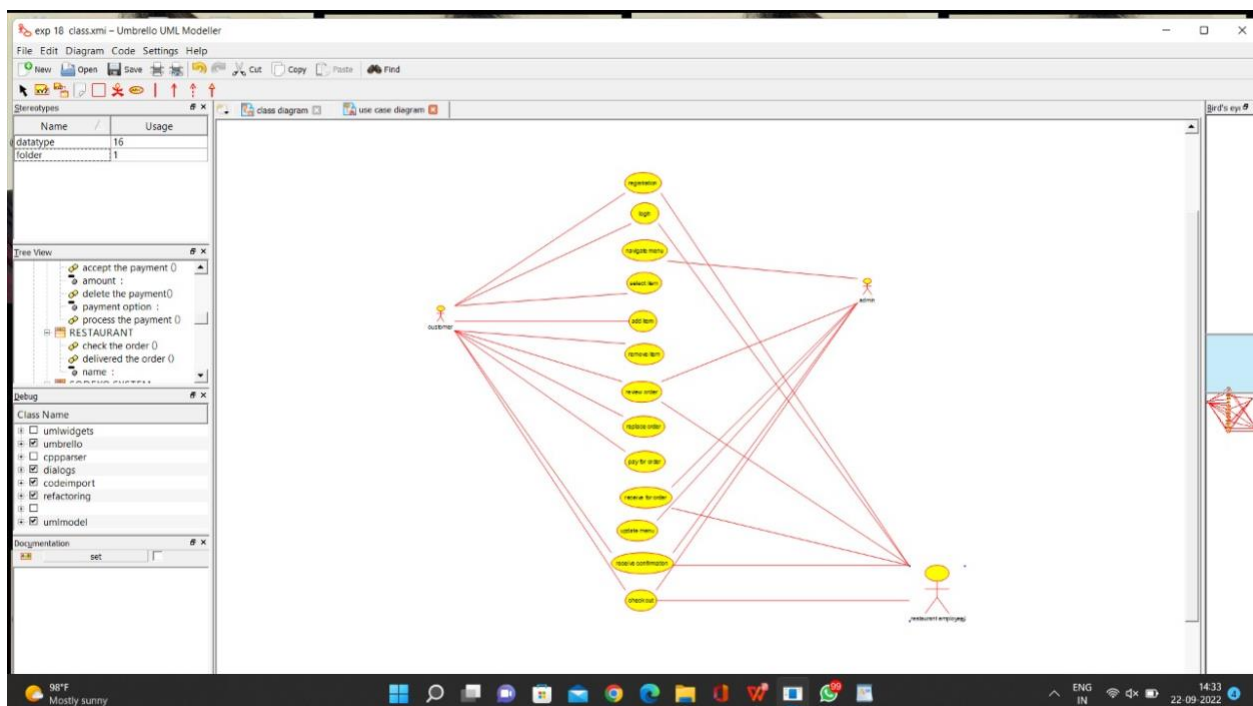 exp 18 class.xmi – Umbrello UML Modeller
File Edit Diagram Code Settings Help
New Open Save Cut Copy Paste Find
Stereotypes
Name Usage
datatype 16
folder 1
class diagram
use case diagram
Bird's eye
Tree View
accept the payment ()
amount :
delete the payment()
payment option :
process the payment ()
RESTAURANT
check the order ()
delivered the order ()
name :
Debug
Class Name
umlwidgets
umbrello
cppparser
dialogs
codeimport
refactoring
umlmodel
Documentation
set
registration
login
navigate menu
select item
add item
remove item
review order
replace order
pay for order
receive for order
update menu
receive confirmation
check out
customer
admin
restaurant employee
98°F
Mostly sunny
99
ENG
IN
14:33
22-09-2022
4